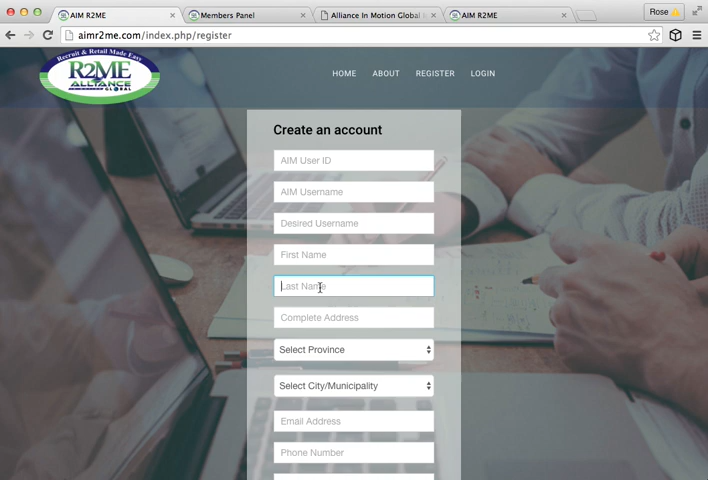 AIM R2ME
Members Panel
Alliance In Motion Global
AIM R2ME
Rose
aimr2me.com/index.php/register
Recruit & Retail Made Easy
R2ME
ALLIANCE
GLOBAL
HOME
ABOUT
REGISTER
LOGIN
Create an account
AIM User ID
AIM Username
Desired Username
First Name
Last Name
Complete Address
Select Province
Select City/Municipality
Email Address
Phone Number